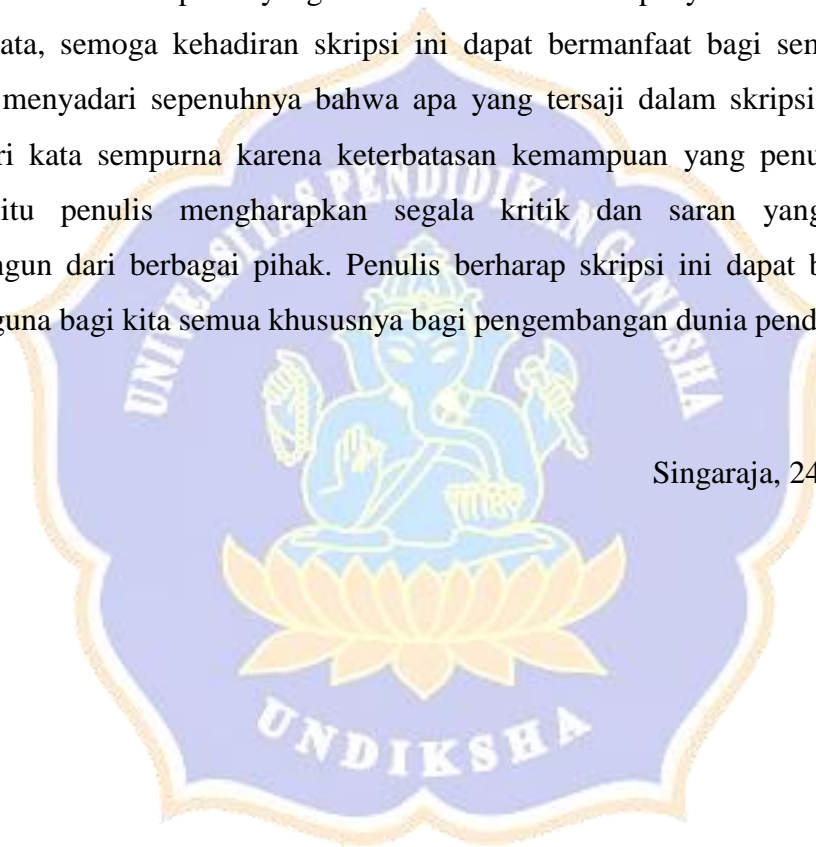 ata, semoga kehadiran skripsi ini dapat bermanfaat bagi sem
menyadari sepenuhnya bahwa apa yang tersaji dalam skripsi
ri kata sempurna karena keterbatasan kemampuan yang penu
itu penulis mengharapkan segala kritik dan saran yang
ngun dari berbagai pihak. Penulis berharap skripsi ini dapat b
guna bagi kita semua khususnya bagi pengembangan dunia pend
UNIVERSITAS PENDIDIKAN GANESHA
Singaraja, 24
UNDIKSHA